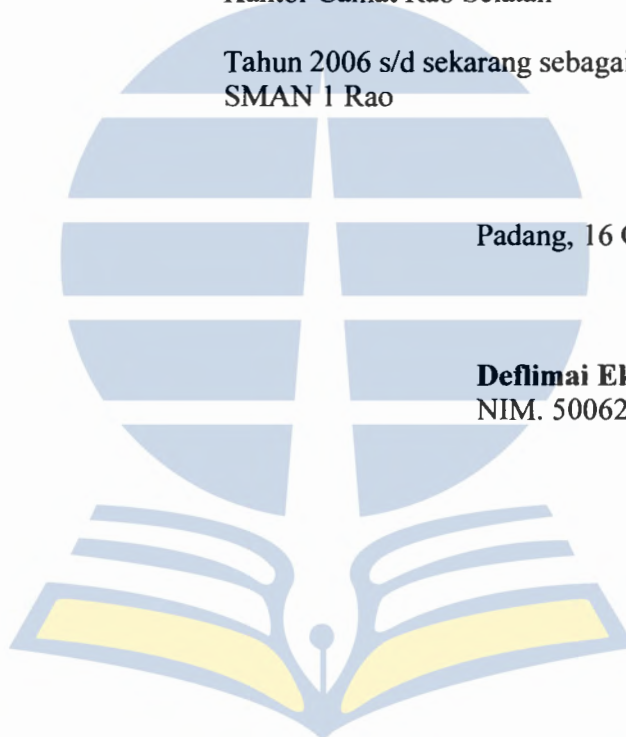 Kantor Camat Rao Selatan
Tahun 2006 s/d sekarang sebagai
SMAN 1 Rao
Padang, 16
Deflimai
NIM. 50062